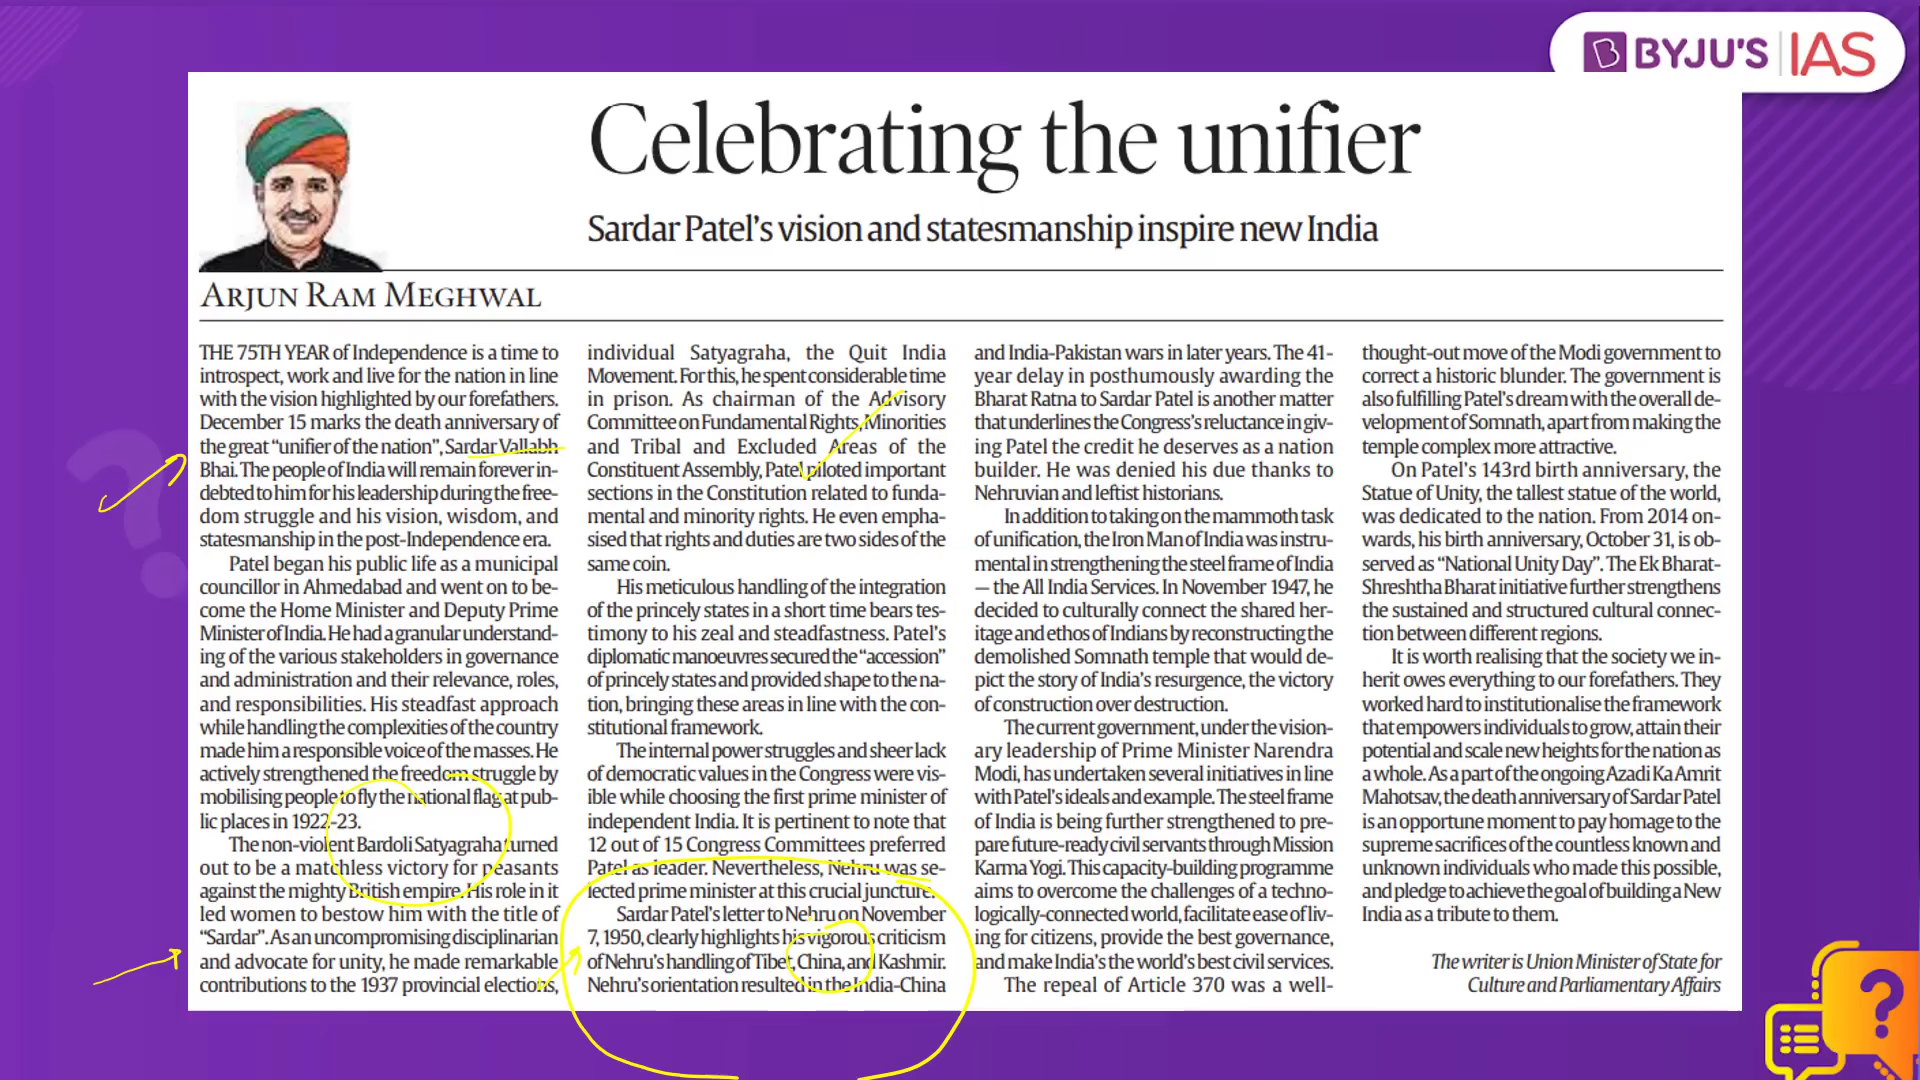 BYJU'S IAS
Celebrating the unifier
Sardar Patel's vision and statesmanship inspire new India
ARJUN RAM MEGHWAL
THE 75TH YEAR of Independence is a time to
introspect, work and live for the nation in line
with the vision highlighted by our forefathers.
December 15 marks the death anniversary of
the great “unifier of the nation”, Sardar Vallabh
Bhai. The people of India will remain forever in-
debted to him for his leadership during the free-
dom struggle and his vision, wisdom, and
statesmanship in the post-Independence era.
Patel began his public life as a municipal
councillor in Ahmedabad and went on to be-
come the Home Minister and Deputy Prime
Minister of India. He had a granular understand-
ing of the various stakeholders in governance
and administration and their relevance, roles,
and responsibilities. His steadfast approach
while handling the complexities of the country
made him a responsible voice of the masses. He
actively strengthened the freedom struggle by
mobilising people to fly the national flag at pub-
lic places in 1922-23.
The non-violent Bardoli Satyagraha turned
out to be a matchless victory for peasants
against the mighty British empire. His role in it
led women to bestow him with the title of
“Sardar”. As an uncompromising disciplinarian
and advocate for unity, he made remarkable
contributions to the 1937 provincial elections,
individual Satyagraha, the Quit India
Movement. For this, he spent considerable time
in prison. As chairman of the Advisory
Committee on Fundamental Rights, Minorities
and Tribal and Excluded Areas of the
Constituent Assembly, Patel piloted important
sections in the Constitution related to funda-
mental and minority rights. He even empha-
sised that rights and duties are two sides of the
same coin.
His meticulous handling of the integration
of the princely states in a short time bears tes-
timony to his zeal and steadfastness. Patel's
diplomatic manoeuvres secured the “accession”
of princely states and provided shape to the na-
tion, bringing these areas in line with the con-
stitutional framework.
The internal power struggles and sheer lack
of democratic values in the Congress were vis-
ible while choosing the first prime minister of
independent India. It is pertinent to note that
12 out of 15 Congress Committees preferred
Patel as leader. Nevertheless, Nehru was se-
lected prime minister at this crucial juncture.
Sardar Patel's letter to Nehru on November
7, 1950, clearly highlights his vigorous criticism
of Nehru's handling of Tibet, China, and Kashmir.
Nehru's orientation resulted in the India-China
and India-Pakistan wars in later years. The 41-
year delay in posthumously awarding the
Bharat Ratna to Sardar Patel is another matter
that underlines the Congress's reluctance in giv-
ing Patel the credit he deserves as a nation
builder. He was denied his due thanks to
Nehruvian and leftist historians.
In addition to taking on the mammoth task
of unification, the Iron Man of India was instru-
mental in strengthening the steel frame of India
— the All India Services. In November 1947, he
decided to culturally connect the shared her-
itage and ethos of Indians by reconstructing the
demolished Somnath temple that would de-
pict the story of India's resurgence, the victory
of construction over destruction.
The current government, under the vision-
ary leadership of Prime Minister Narendra
Modi, has undertaken several initiatives in line
with Patel's ideals and example. The steel frame
of India is being further strengthened to pre-
pare future-ready civil servants through Mission
Karma Yogi. This capacity-building programme
aims to overcome the challenges of a techno-
logically-connected world, facilitate ease of liv-
ing for citizens, provide the best governance,
and make India's the world's best civil services.
The repeal of Article 370 was a well-
thought-out move of the Modi government to
correct a historic blunder. The government is
also fulfilling Patel's dream with the overall de-
velopment of Somnath, apart from making the
temple complex more attractive.
On Patel's 143rd birth anniversary, the
Statue of Unity, the tallest statue of the world,
was dedicated to the nation. From 2014 on-
wards, his birth anniversary, October 31, is ob-
served as “National Unity Day”. The Ek Bharat-
Shreshtha Bharat initiative further strengthens
the sustained and structured cultural connec-
tion between different regions.
It is worth realising that the society we in-
herit owes everything to our forefathers. They
worked hard to institutionalise the framework
that empowers individuals to grow, attain their
potential and scale new heights for the nation as
a whole. As a part of the ongoing Azadi Ka Amrit
Mahotsav, the death anniversary of Sardar Patel
is an opportune moment to pay homage to the
supreme sacrifices of the countless known and
unknown individuals who made this possible,
and pledge to achieve the goal of building a New
India as a tribute to them.
The writer is Union Minister of State for
Culture and Parliamentary Affairs